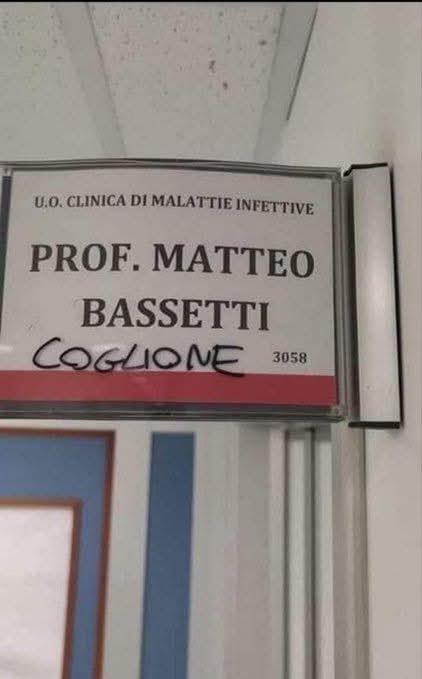 U.O. CLINICA DI MALATTIE INFETTIVE
PROF. MATTEO
BASSETTI
COGLIONE
3058